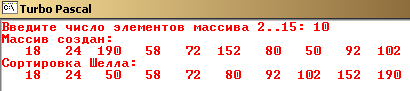 Turbo Pascal
Введите число элементов массива 2..15: 10
Массив создан:
18 24 190 58 72 152 80 50 92 102
Сортировка Шелла:
18 24 50 58 72 80 92 102 152 190